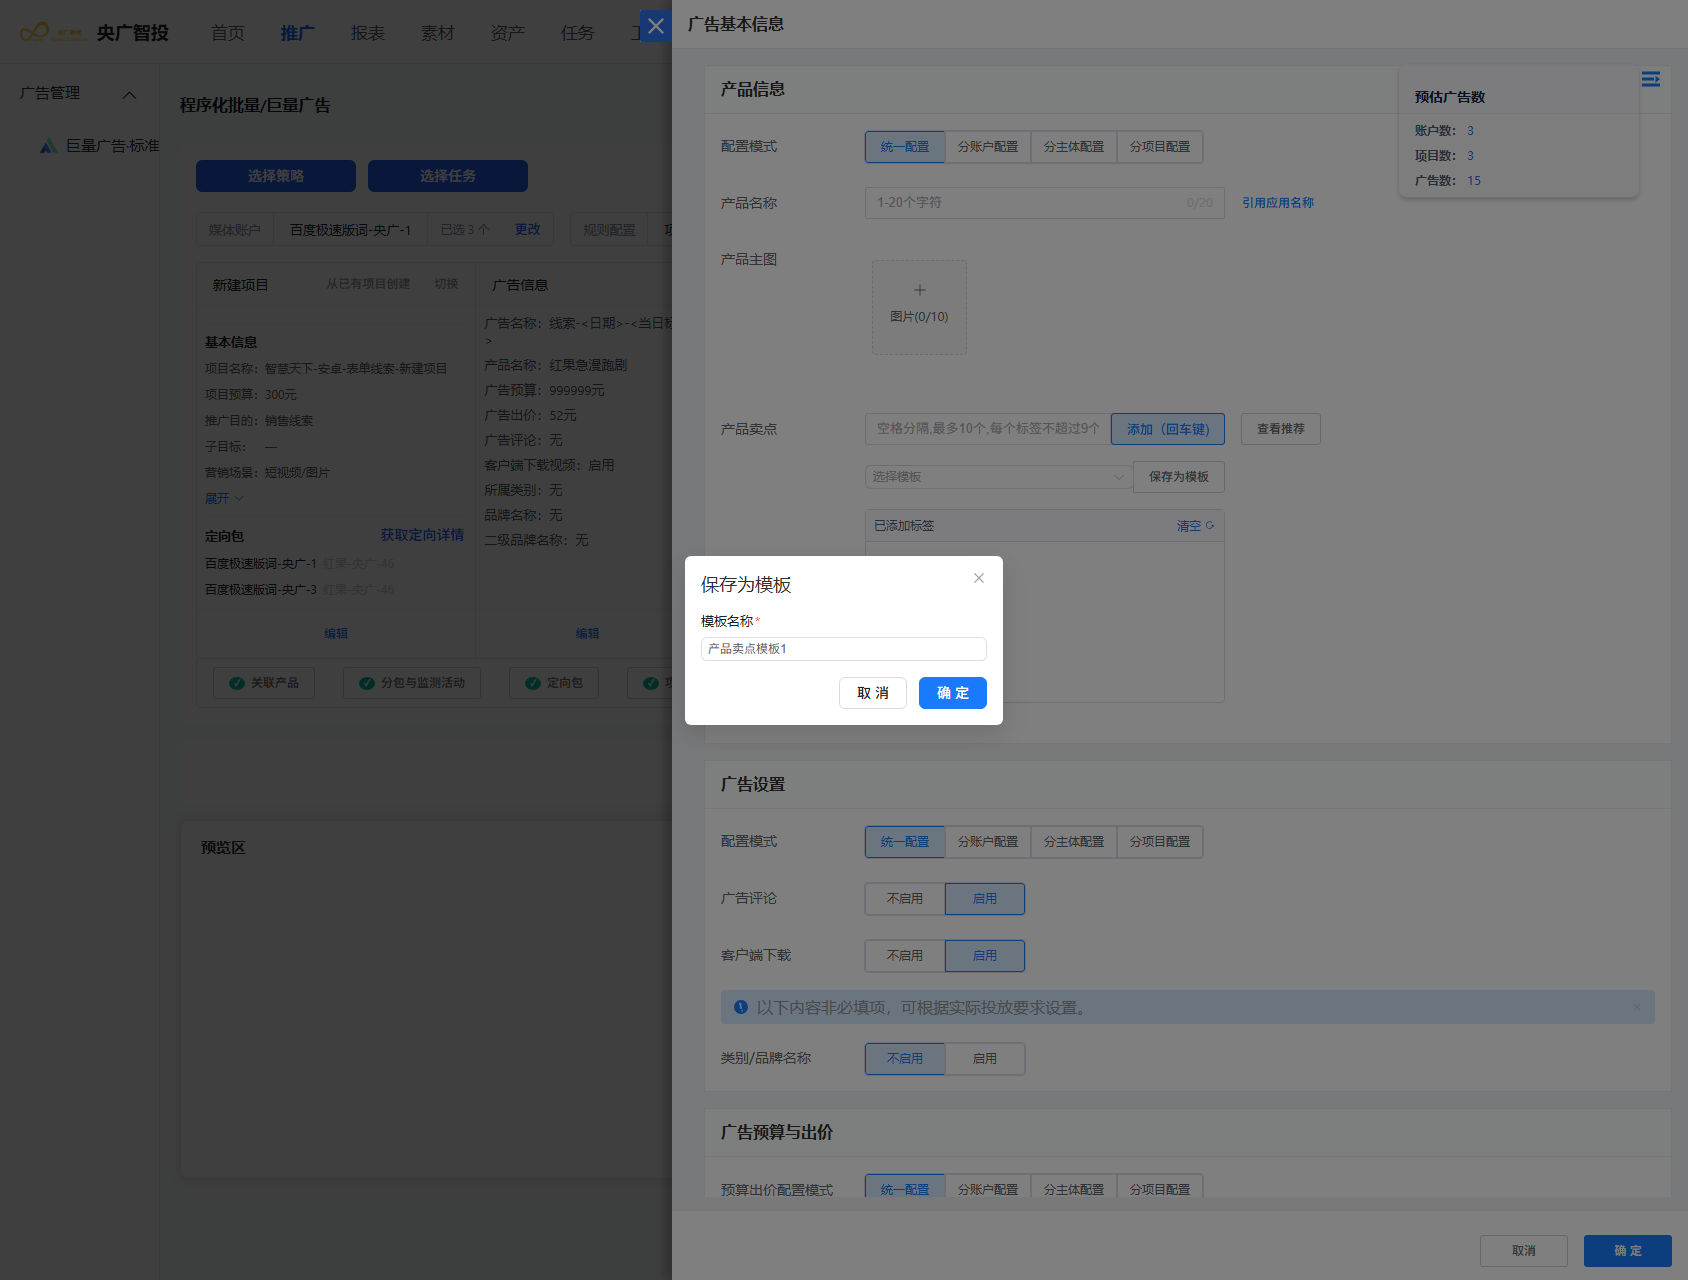 央广智投
首页
推广
报表
素材
资产
任务
广告基本信息
广告管理
巨量广告·标准
程序化批量/巨量广告
选择策略
选择任务
媒体账户
百度极速版词-央广-1
已选 3 个
更改
规则配置
新建项目
从已有项目创建
切换
广告信息
基本信息
项目名称：智慧天下-安卓-表单线索-新建项目
项目预算：300元
推广目的：销售线索
子目标： —
营销场景：短视频/图片
展开
定向包
获取定向详情
百度极速版词-央广-1 红果-央广-46
百度极速版词-央广-3 红果-央广-46
编辑
广告名称：线索-<日期>-<当日标
>
产品名称：红果急漫跑剧
广告预算：999999元
广告出价：52元
广告评论：无
客户端下载视频：启用
所属类别：无
品牌名称：无
二级品牌名称：无
编辑
关联产品
分包与监测活动
定向包
预览区
产品信息
预估广告数
账户数： 3
项目数： 3
广告数： 15
配置模式
统一配置
分账户配置
分主体配置
分项目配置
产品名称
1-20个字符
0/20
引用应用名称
产品主图
图片(0/10)
产品卖点
空格分隔,最多10个,每个标签不超过9个
添加（回车键)
查看推荐
选择模板
保存为模板
已添加标签
清空
保存为模板
模板名称*
产品卖点模板1
取 消
确 定
广告设置
配置模式
统一配置
分账户配置
分主体配置
分项目配置
广告评论
不启用
启用
客户端下载
不启用
启用
以下内容非必填项，可根据实际投放要求设置。
类别/品牌名称
不启用
启用
广告预算与出价
预算出价配置模式
统一配置
分账户配置
分主体配置
分项目配置
取消
确 定